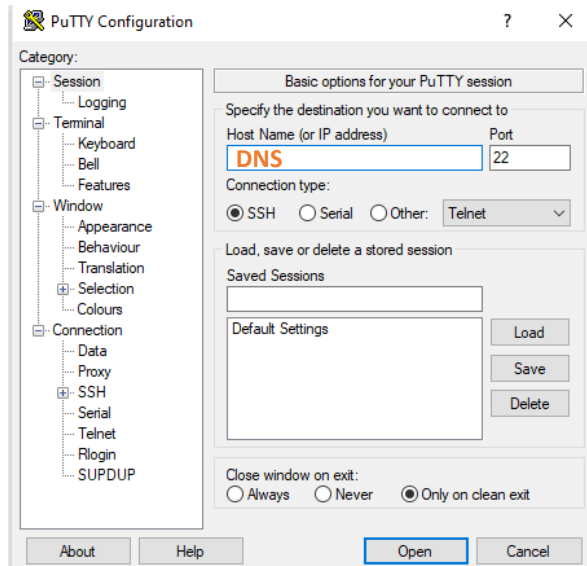 PuTTY Configuration
?
Category:
Session
Logging
Terminal
Keyboard
Bell
Features
Window
Appearance
Behaviour
Translation
Selection
Colours
Connection
Data
Proxy
SSH
Serial
Telnet
Rlogin
SUPDUP
Basic options for your PuTTY session
Specify the destination you want to connect to
Host Name (or IP address) Port
DNS 22
Connection type:
SSH Serial Other: Telnet
Load, save or delete a stored session
Saved Sessions
Default Settings
Load
Save
Delete
Close window on exit:
Always Never Only on clean exit
About Help Open Cancel